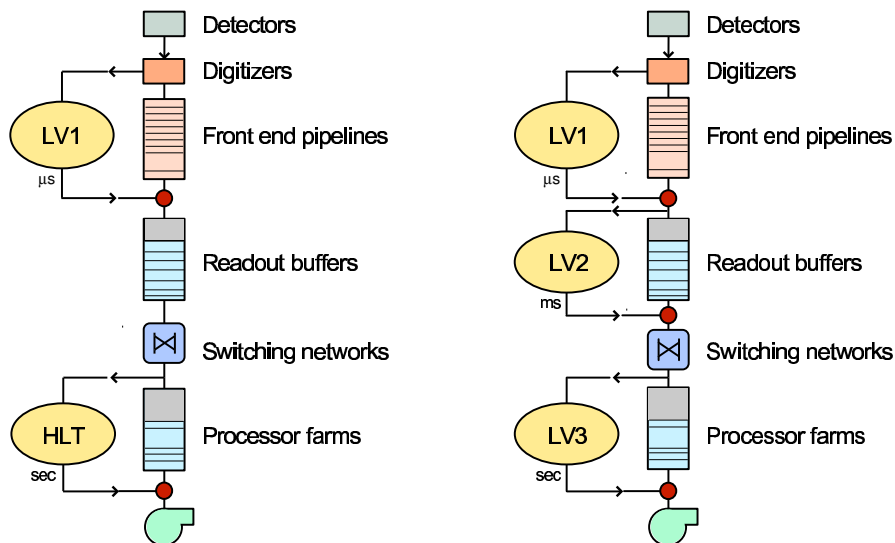 Detectors
Digitizers
LV1
Front end pipelines
μs
Readout buffers
Switching networks
HLT
Processor farms
sec
Detectors
Digitizers
LV1
Front end pipelines
μs
LV2
Readout buffers
ms
Switching networks
LV3
Processor farms
sec